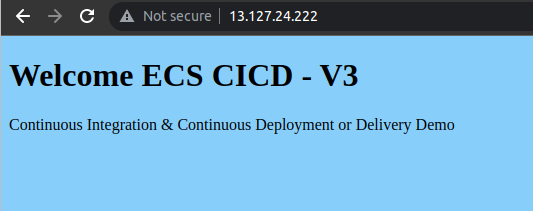 Not secure | 13.127.24.222
Welcome ECS CICD - V3
Continuous Integration & Continuous Deployment or Delivery Demo